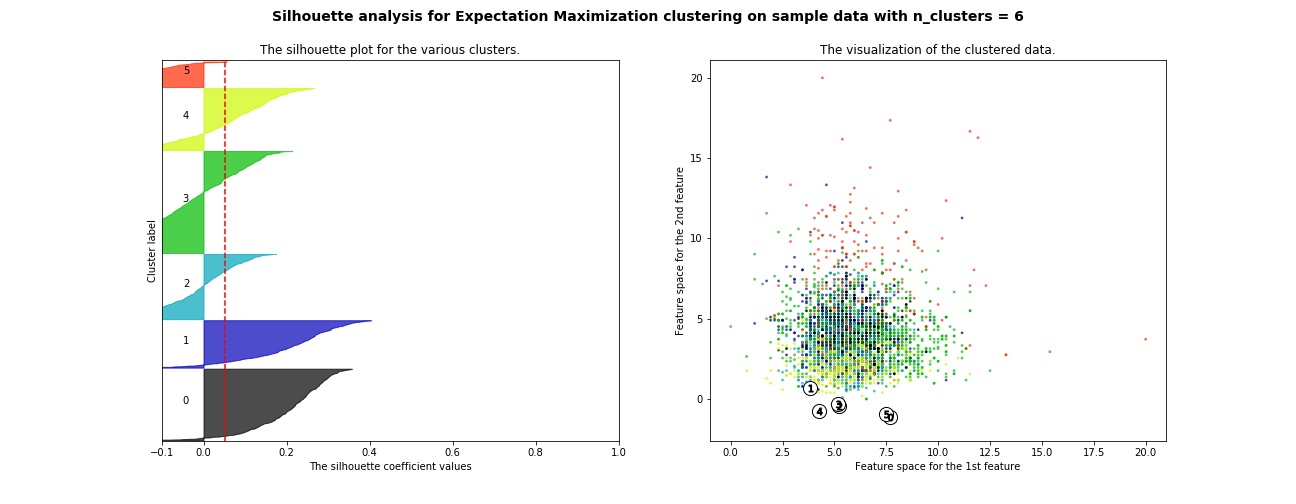 Silhouette analysis for Expectation Maximization clustering on sample data with n_clusters = 6
The silhouette plot for the various clusters.
Cluster label
5
4
3
2
1
0
−0.1 0.0 0.2 0.4 0.6 0.8 1.0
The silhouette coefficient values
The visualization of the clustered data.
Feature space for the 2nd feature
20
15
10
5
0
1
4
3
5
0
0.0 2.5 5.0 7.5 10.0 12.5 15.0 17.5 20.0
Feature space for the 1st feature